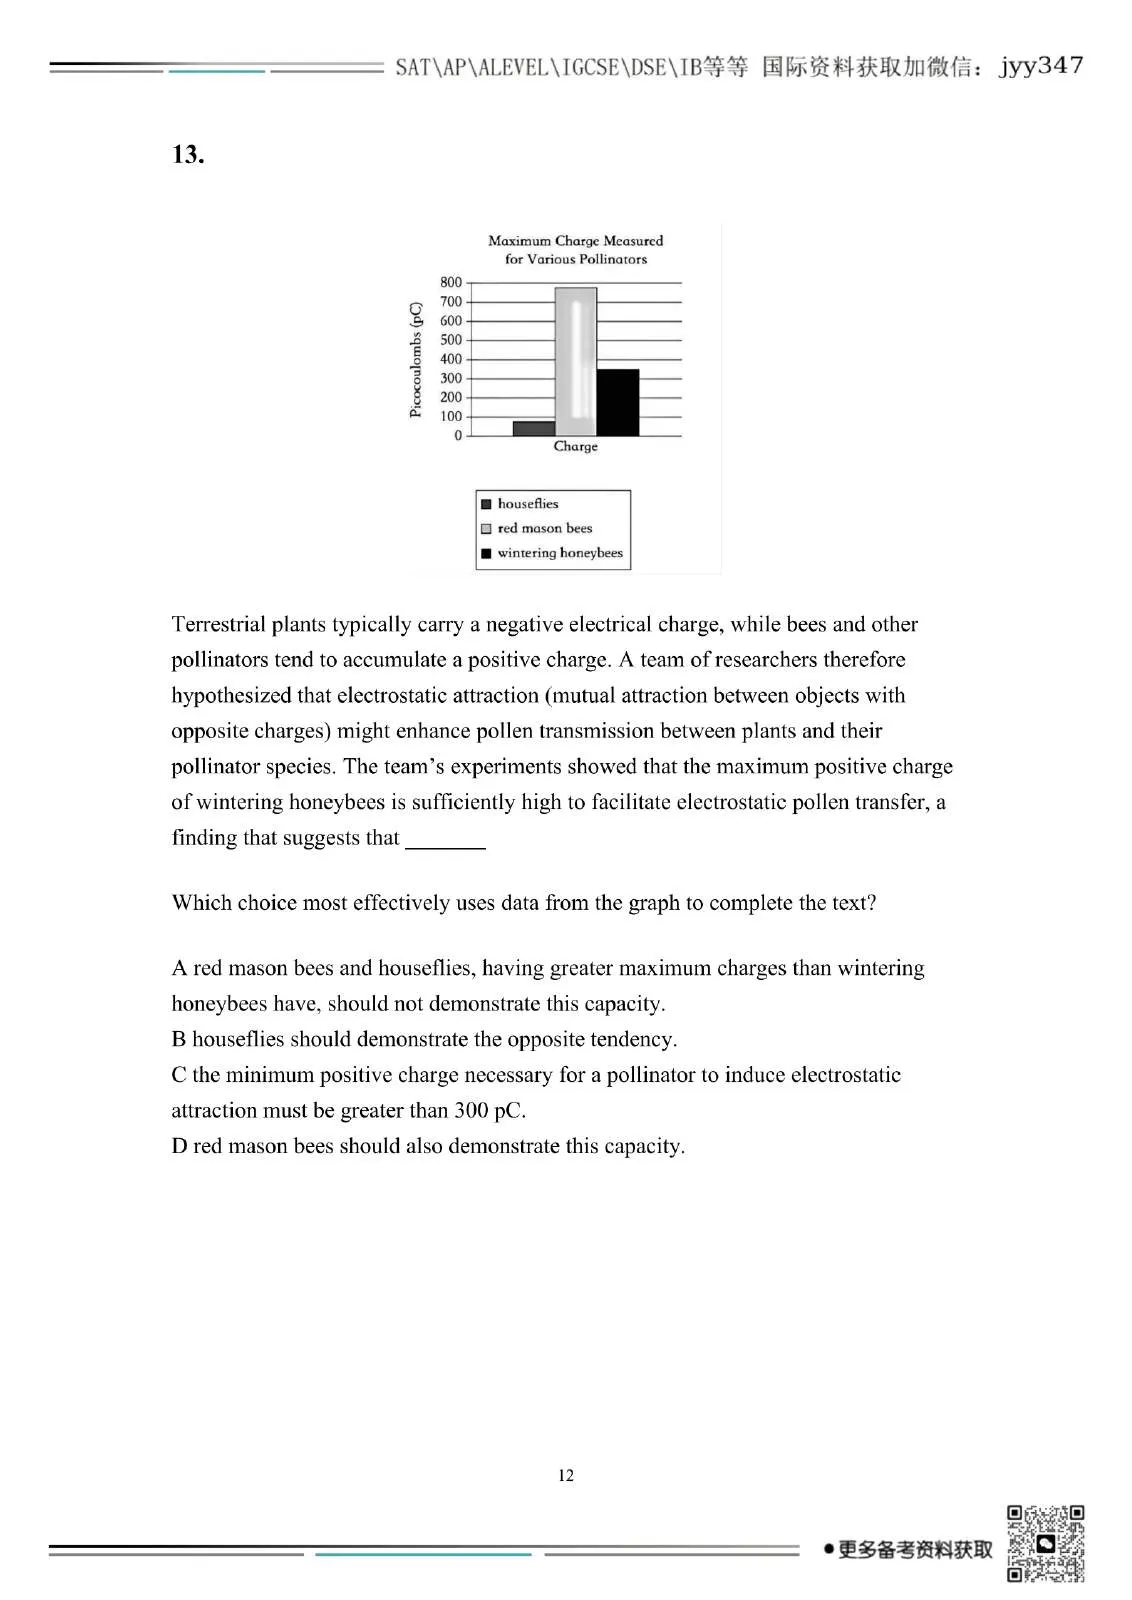 SAT\AP\ALEVEL\IGCSE\DSE\IB等等 国际资料获取加微信：jyy347
13.
Maximum Charge Measured
for Various Pollinators
Picocoulombs (pC)
800
700
600
500
400
300
200
100
0
Charge
houseflies
red mason bees
wintering honeybees
Terrestrial plants typically carry a negative electrical charge, while bees and other
pollinators tend to accumulate a positive charge. A team of researchers therefore
hypothesized that electrostatic attraction (mutual attraction between objects with
opposite charges) might enhance pollen transmission between plants and their
pollinator species. The team's experiments showed that the maximum positive charge
of wintering honeybees is sufficiently high to facilitate electrostatic pollen transfer, a
finding that suggests that _______
Which choice most effectively uses data from the graph to complete the text?
A red mason bees and houseflies, having greater maximum charges than wintering
honeybees have, should not demonstrate this capacity.
B houseflies should demonstrate the opposite tendency.
C the minimum positive charge necessary for a pollinator to induce electrostatic
attraction must be greater than 300 pC.
D red mason bees should also demonstrate this capacity.
12
●更多备考资料获取